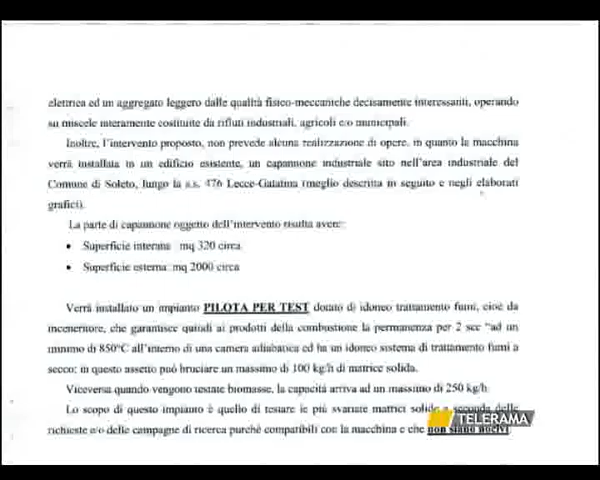 elettrica ed un aggregato leggero dalle qualità fisico-meccaniche decisamente interessanti, operando
su miscele interamente costituite da rifiuti industriali, agricoli e/o municipali.
Inoltre, l'intervento proposto, non prevede alcuna realizzazione di opere, in quanto la macchina
verrà installata in un edificio esistente, un capannone industriale sito nell'area industriale del
Comune di Soleto, lungo la s.s. 476 Lecce-Galatina (meglio descritta in seguito e negli elaborati
grafici).
La parte di capannone oggetto dell'intervento risulta avere:
• Superficie interna mq 320 circa
• Superficie esterna mq 2000 circa
Verrà installato un impianto PILOTA PER TEST dotato di idoneo trattamento fumi, cioè da
inceneritore, che garantisce quindi ai prodotti della combustione la permanenza per 2 sec "ad un
minimo di 850°C all'interno di una camera adiabatica ed ha un idoneo sistema di trattamento fumi a
secco; in questo assetto può bruciare un massimo di 100 kg/h di matrice solida.
Viceversa quando vengono testate biomasse, la capacità arriva ad un massimo di 250 kg/h
Lo scopo di questo impianto è quello di testare le più svariate matrici solide a seconda delle
richieste e/o delle campagne di ricerca purché compatibili con la macchina e che non siano nocivi
TELERAMA